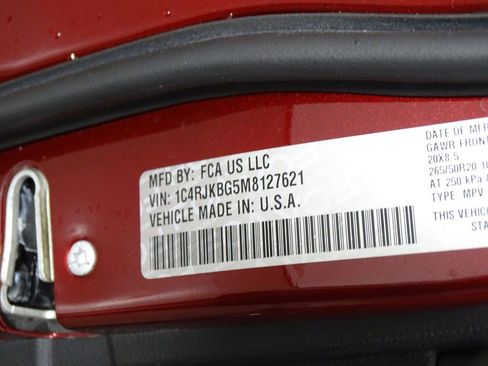 MFD BY: FCA US LLC
VIN: 1C4RJKBG5M8127621
VEHICLE MADE IN: U.S.A.
DATE OF MFR
GAWR FRONT
20X8.5
265/50R20
AT 250 kPa
TYPE: MPV
THIS VEHIC
STA